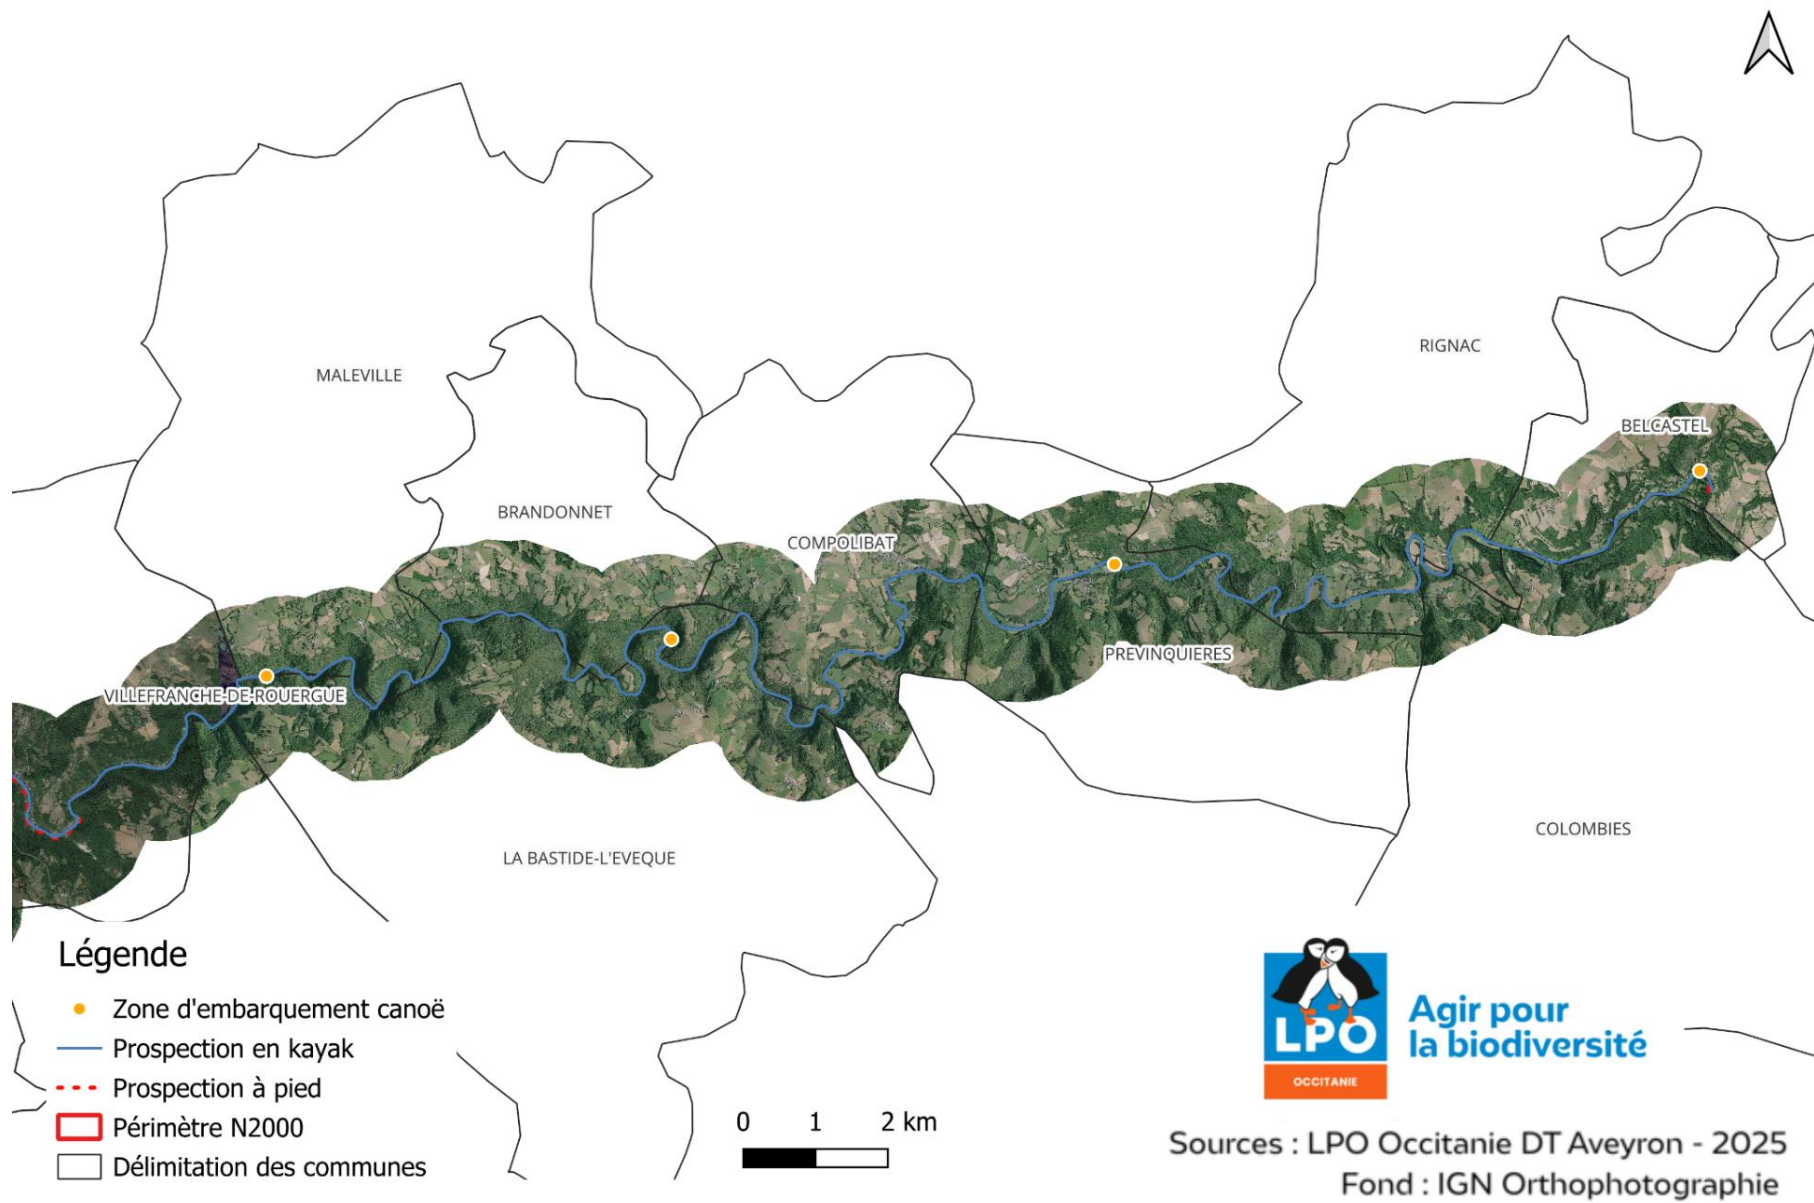 MALEVILLE
RIGNAC
BRANDONNET
BELCASTEL
COMPOLIBAT
VILLEFRANCHE-DE-ROUERGUE
PREVINQUIERES
LA BASTIDE-L'EVEQUE
COLOMBIES
Légende
Zone d'embarquement canoë
Prospection en kayak
Prospection à pied
Périmètre N2000
Délimitation des communes
0 1 2 km
LPO
OCCITANIE
Agir pour
la biodiversité
Sources : LPO Occitanie DT Aveyron - 2025
Fond : IGN Orthophotographie